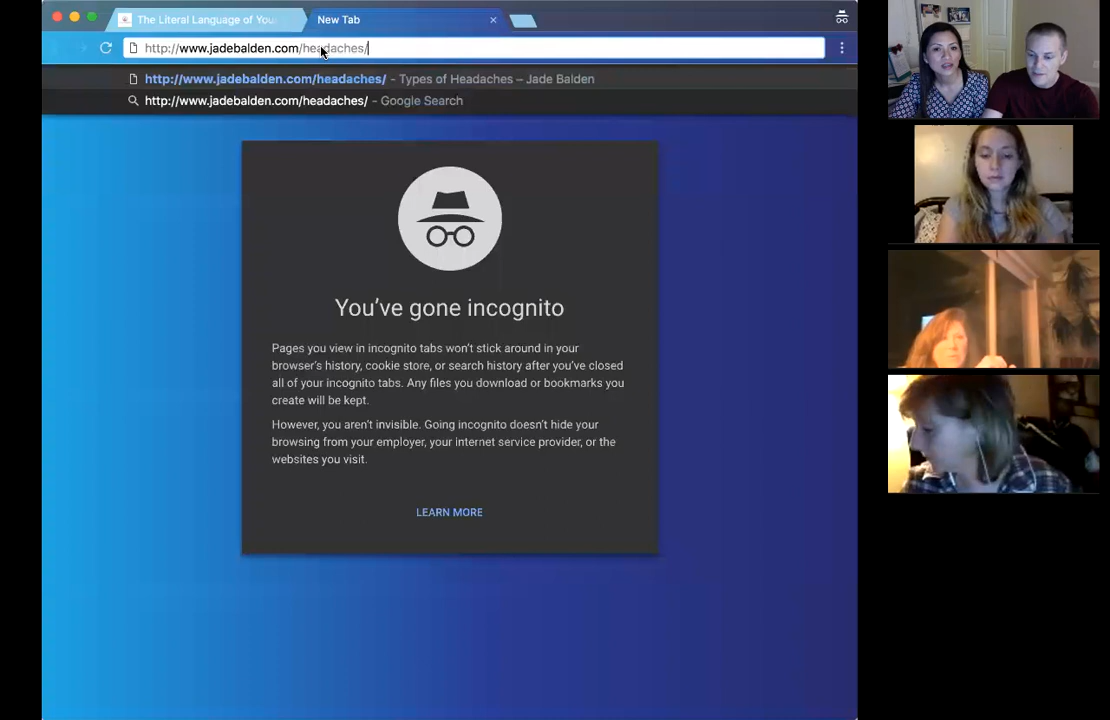 The Literal Language of You
New Tab
http://www.jadebalden.com/headaches/
http://www.jadebalden.com/headaches/ - Types of Headaches – Jade Balden
http://www.jadebalden.com/headaches/ - Google Search
You’ve gone incognito
Pages you view in incognito tabs won’t stick around in your
browser’s history, cookie store, or search history after you’ve closed
all of your incognito tabs. Any files you download or bookmarks you
create will be kept.
However, you aren’t invisible. Going incognito doesn’t hide your
browsing from your employer, your internet service provider, or the
websites you visit.
LEARN MORE